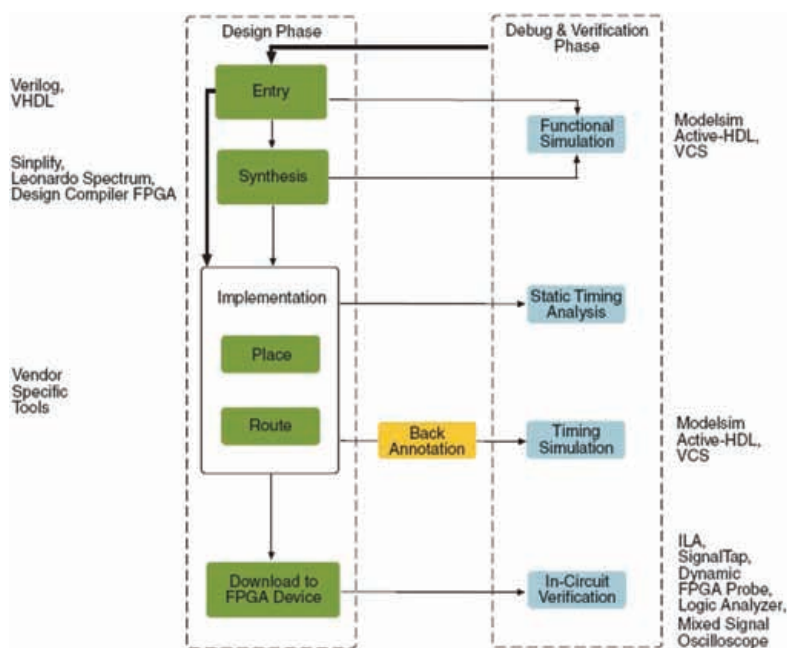 Design Phase
Debug & Verification
Phase
Verilog,
VHDL
Entry
Functional
Simulation
Modelsim
Active-HDL,
VCS
Sinplify,
Leonardo Spectrum,
Design Compiler FPGA
Synthesis
Implementation
Static Timing
Analysis
Place
Vendor
Specific
Tools
Route
Back
Annotation
Timing
Simulation
Modelsim
Active-HDL,
VCS
Download to
FPGA Device
In-Circuit
Verification
ILA,
SignalTap,
Dynamic
FPGA Probe,
Logic Analyzer,
Mixed Signal
Oscilloscope